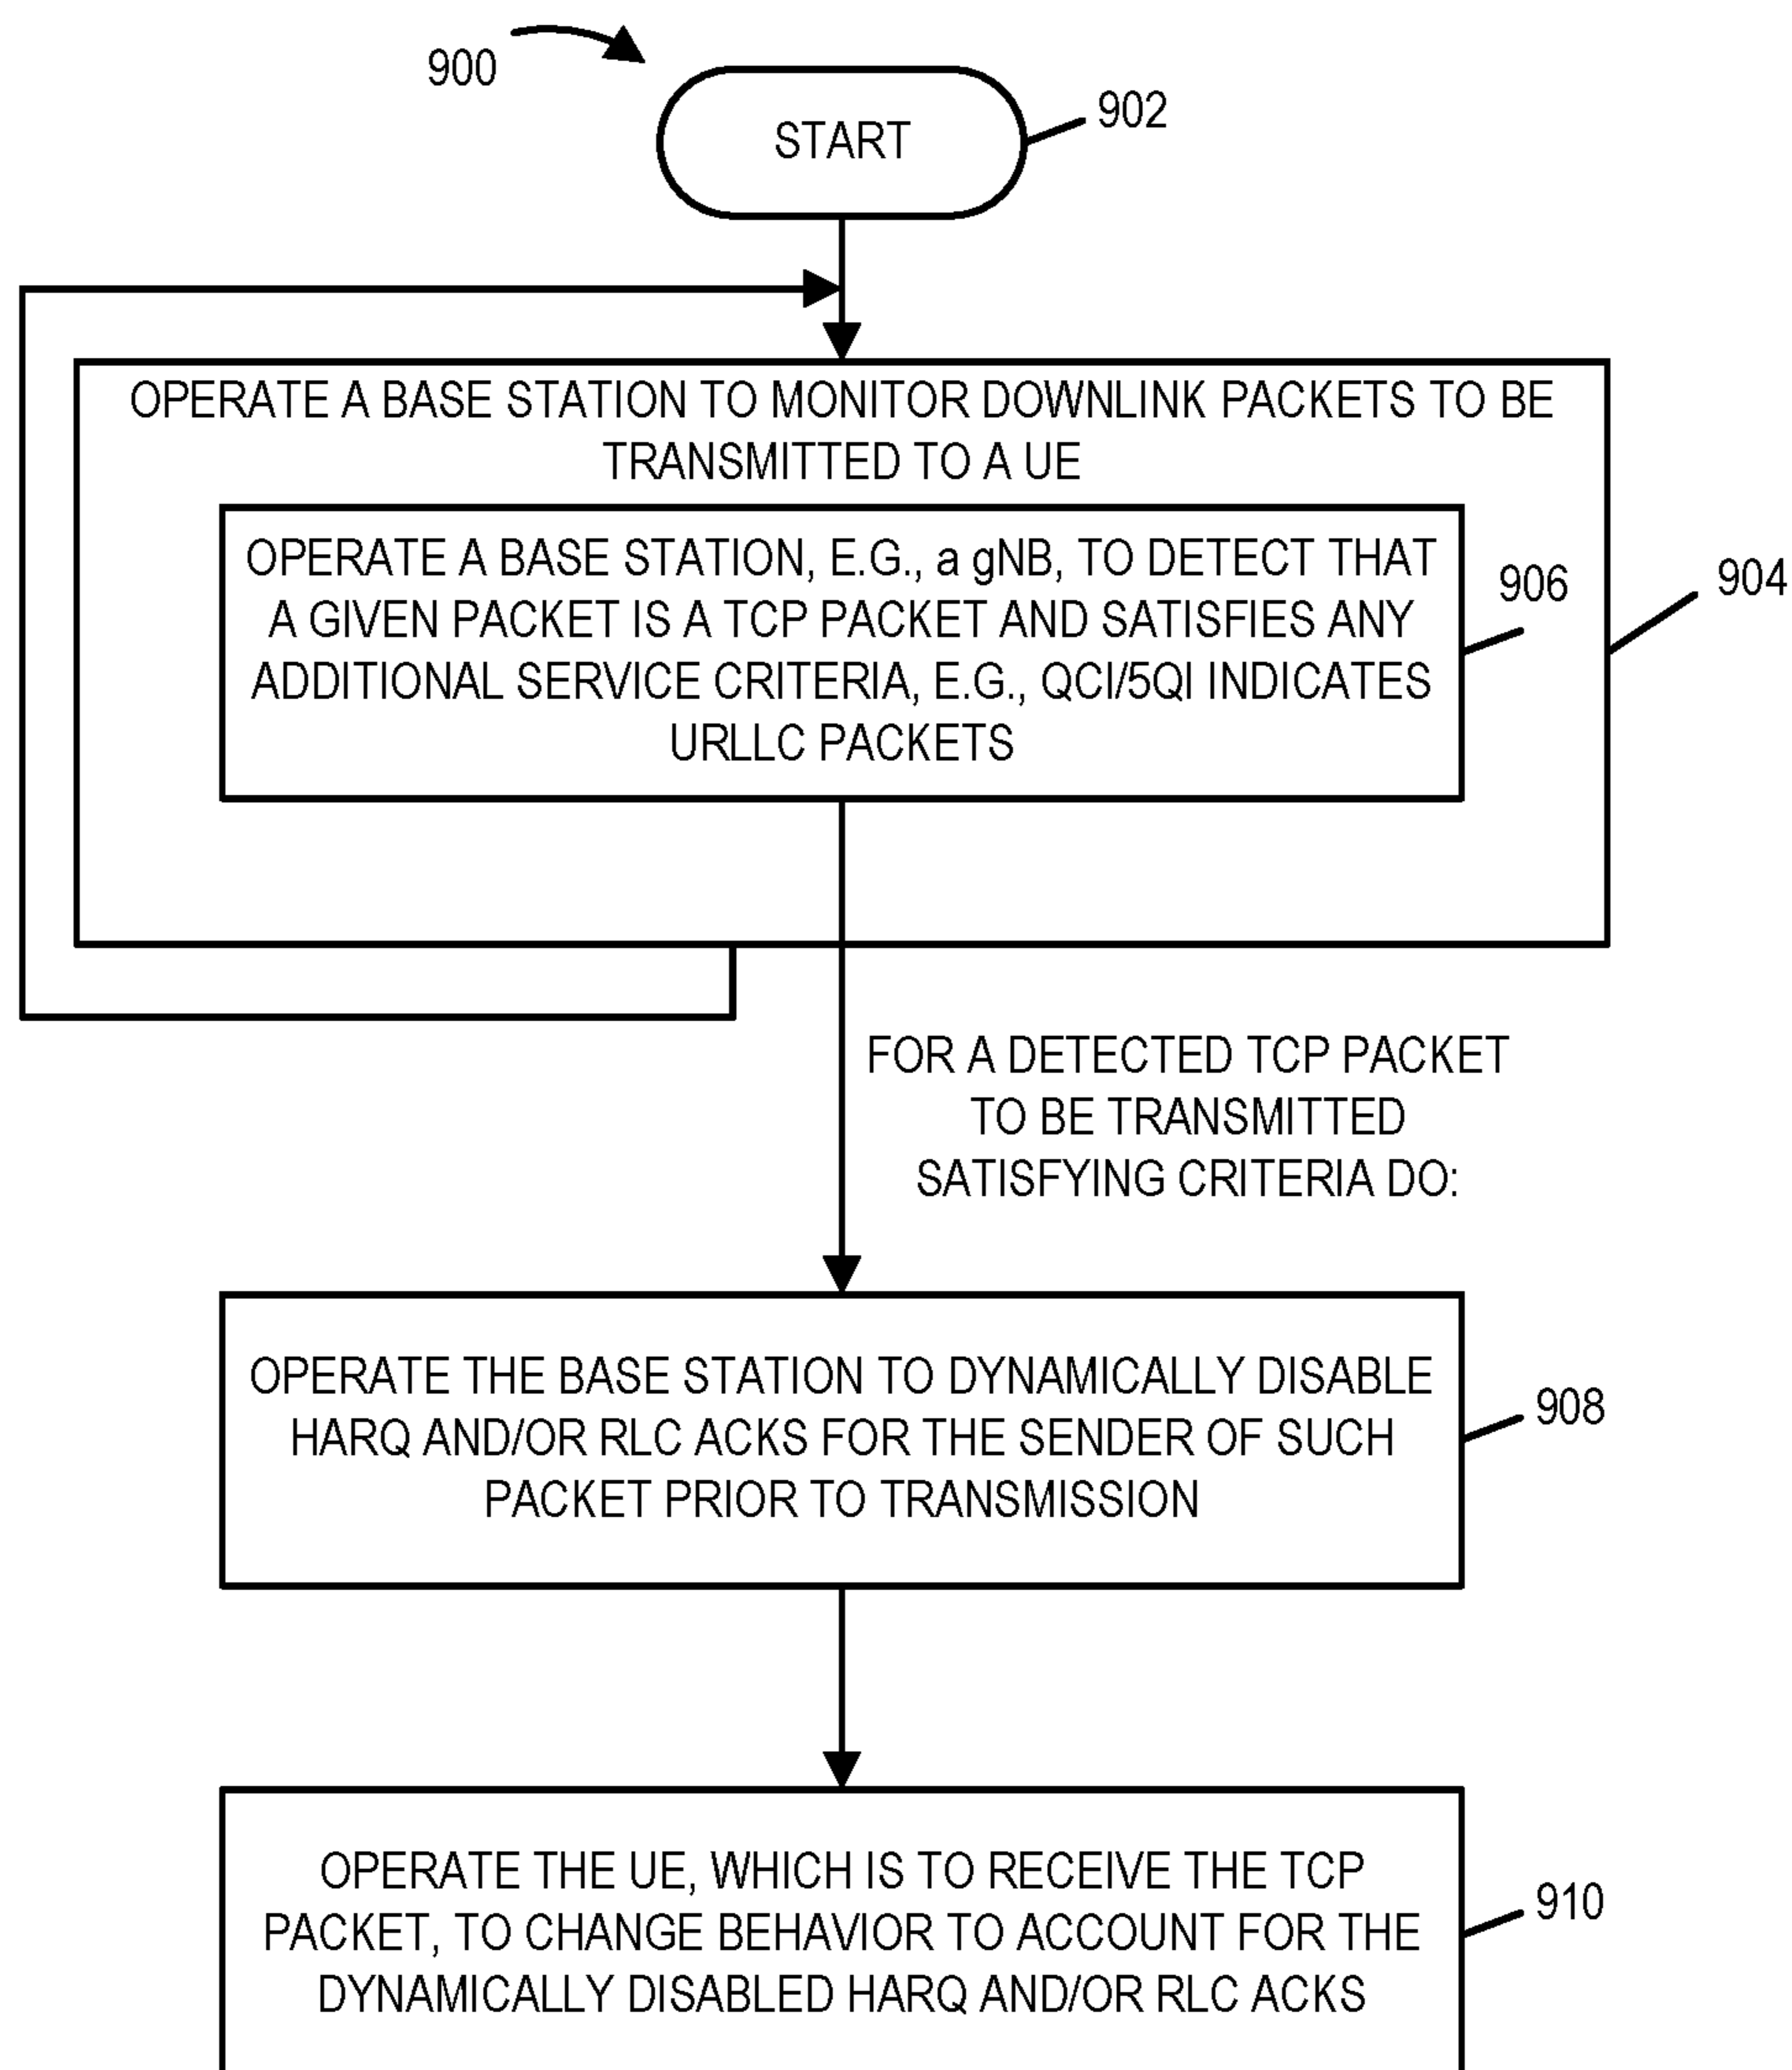 900
START
902
OPERATE A BASE STATION TO MONITOR DOWNLINK PACKETS TO BE
TRANSMITTED TO A UE
OPERATE A BASE STATION, E.G., a gNB, TO DETECT THAT
A GIVEN PACKET IS A TCP PACKET AND SATISFIES ANY
ADDITIONAL SERVICE CRITERIA, E.G., QCI/5QI INDICATES
URLLC PACKETS
906
904
FOR A DETECTED TCP PACKET
TO BE TRANSMITTED
SATISFYING CRITERIA DO:
OPERATE THE BASE STATION TO DYNAMICALLY DISABLE
HARQ AND/OR RLC ACKS FOR THE SENDER OF SUCH
PACKET PRIOR TO TRANSMISSION
908
OPERATE THE UE, WHICH IS TO RECEIVE THE TCP
PACKET, TO CHANGE BEHAVIOR TO ACCOUNT FOR THE
DYNAMICALLY DISABLED HARQ AND/OR RLC ACKS
910